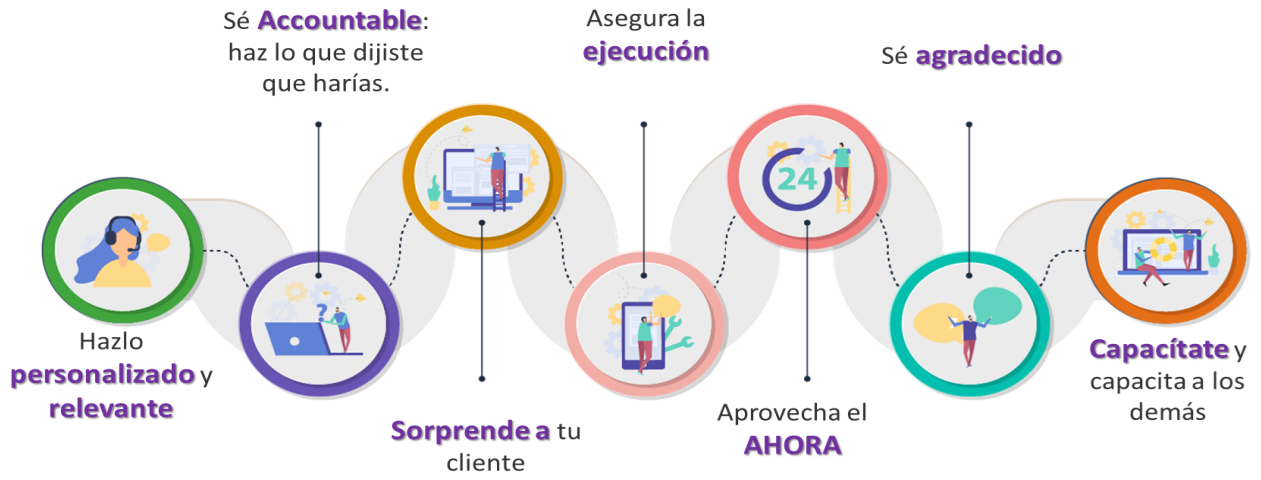 Hazlo
personalizado y
relevante
Sé Accountable:
haz lo que dijiste
que harías.
Sorprende a tu
cliente
Asegura la
ejecución
Aprovecha el
AHORA
Sé agradecido
Capacítate y
capacita a los
demás
?
24